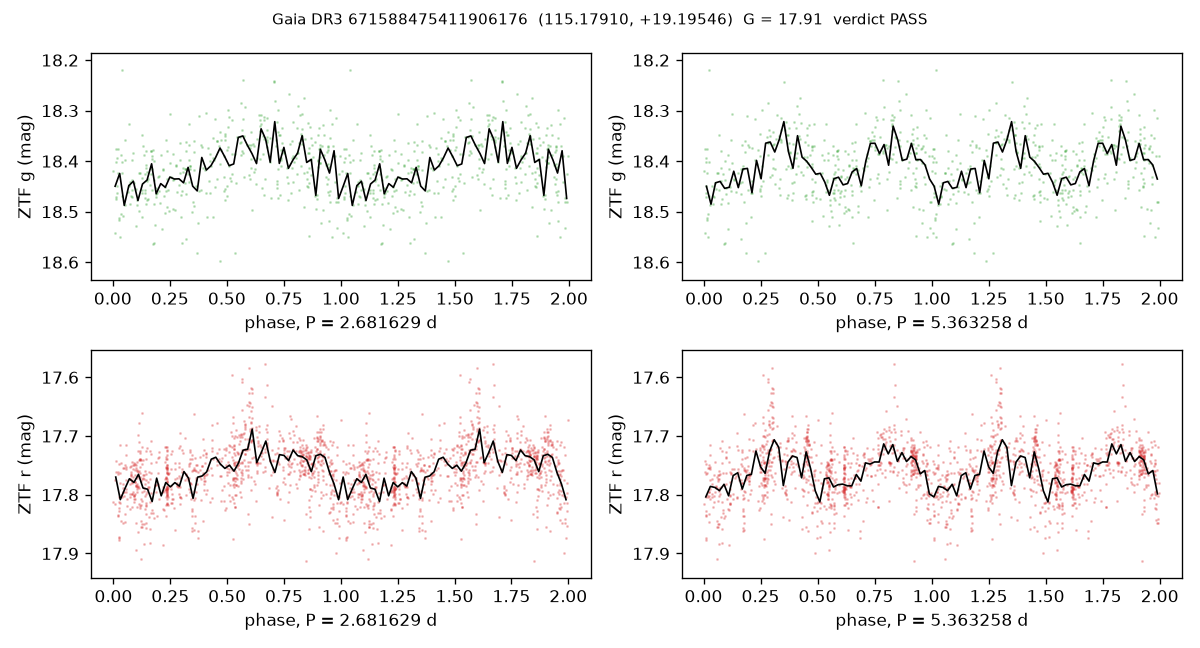 Gaia DR3 671588475411906176  (115.17910, +19.19546)  G = 17.91  verdict PASS
18.2
18.3
18.4
18.5
18.6
ZTF g (mag)
0.00 0.25 0.50 0.75 1.00 1.25 1.50 1.75 2.00
phase, P = 2.681629 d
18.2
18.3
18.4
18.5
18.6
ZTF g (mag)
0.00 0.25 0.50 0.75 1.00 1.25 1.50 1.75 2.00
phase, P = 5.363258 d
17.6
17.7
17.8
17.9
ZTF r (mag)
0.00 0.25 0.50 0.75 1.00 1.25 1.50 1.75 2.00
phase, P = 2.681629 d
17.6
17.7
17.8
17.9
ZTF r (mag)
0.00 0.25 0.50 0.75 1.00 1.25 1.50 1.75 2.00
phase, P = 5.363258 d